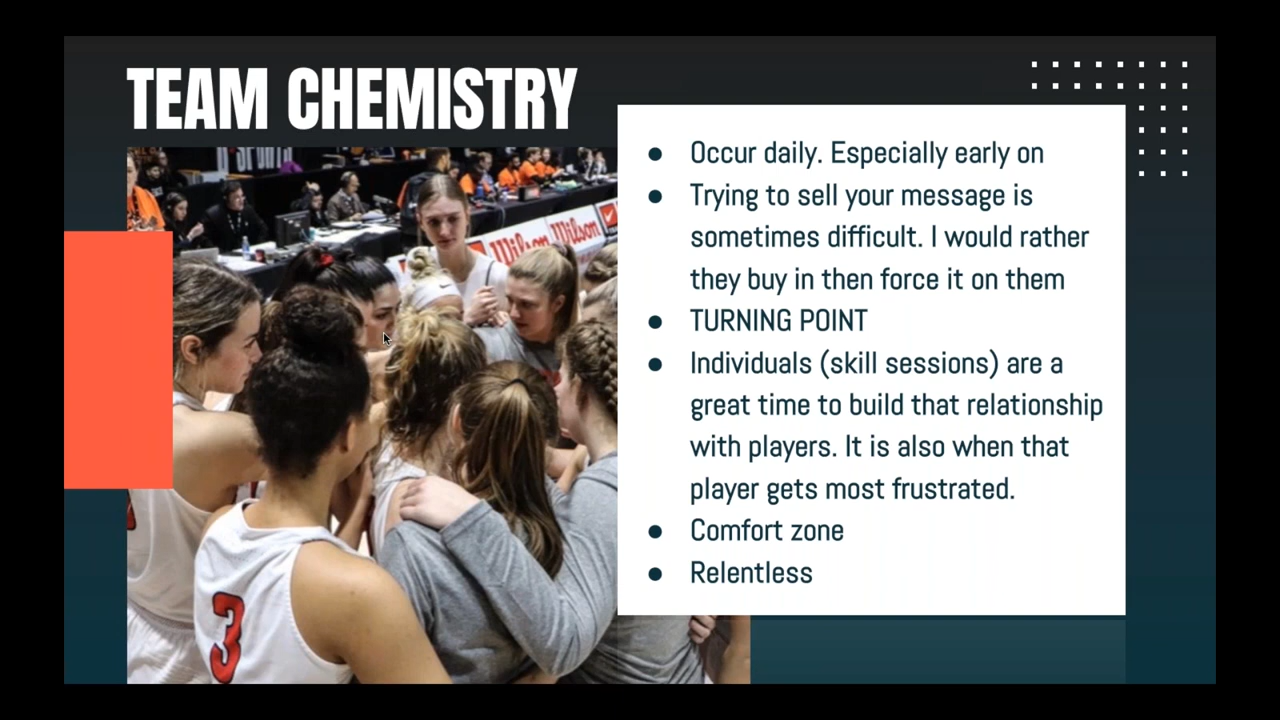 TEAM CHEMISTRY
SPORTS
Wilson Wilson
● Occur daily. Especially early on
● Trying to sell your message is
sometimes difficult. I would rather
they buy in then force it on them
● TURNING POINT
● Individuals (skill sessions) are a
great time to build that relationship
with players. It is also when that
player gets most frustrated.
● Comfort zone
● Relentless
3